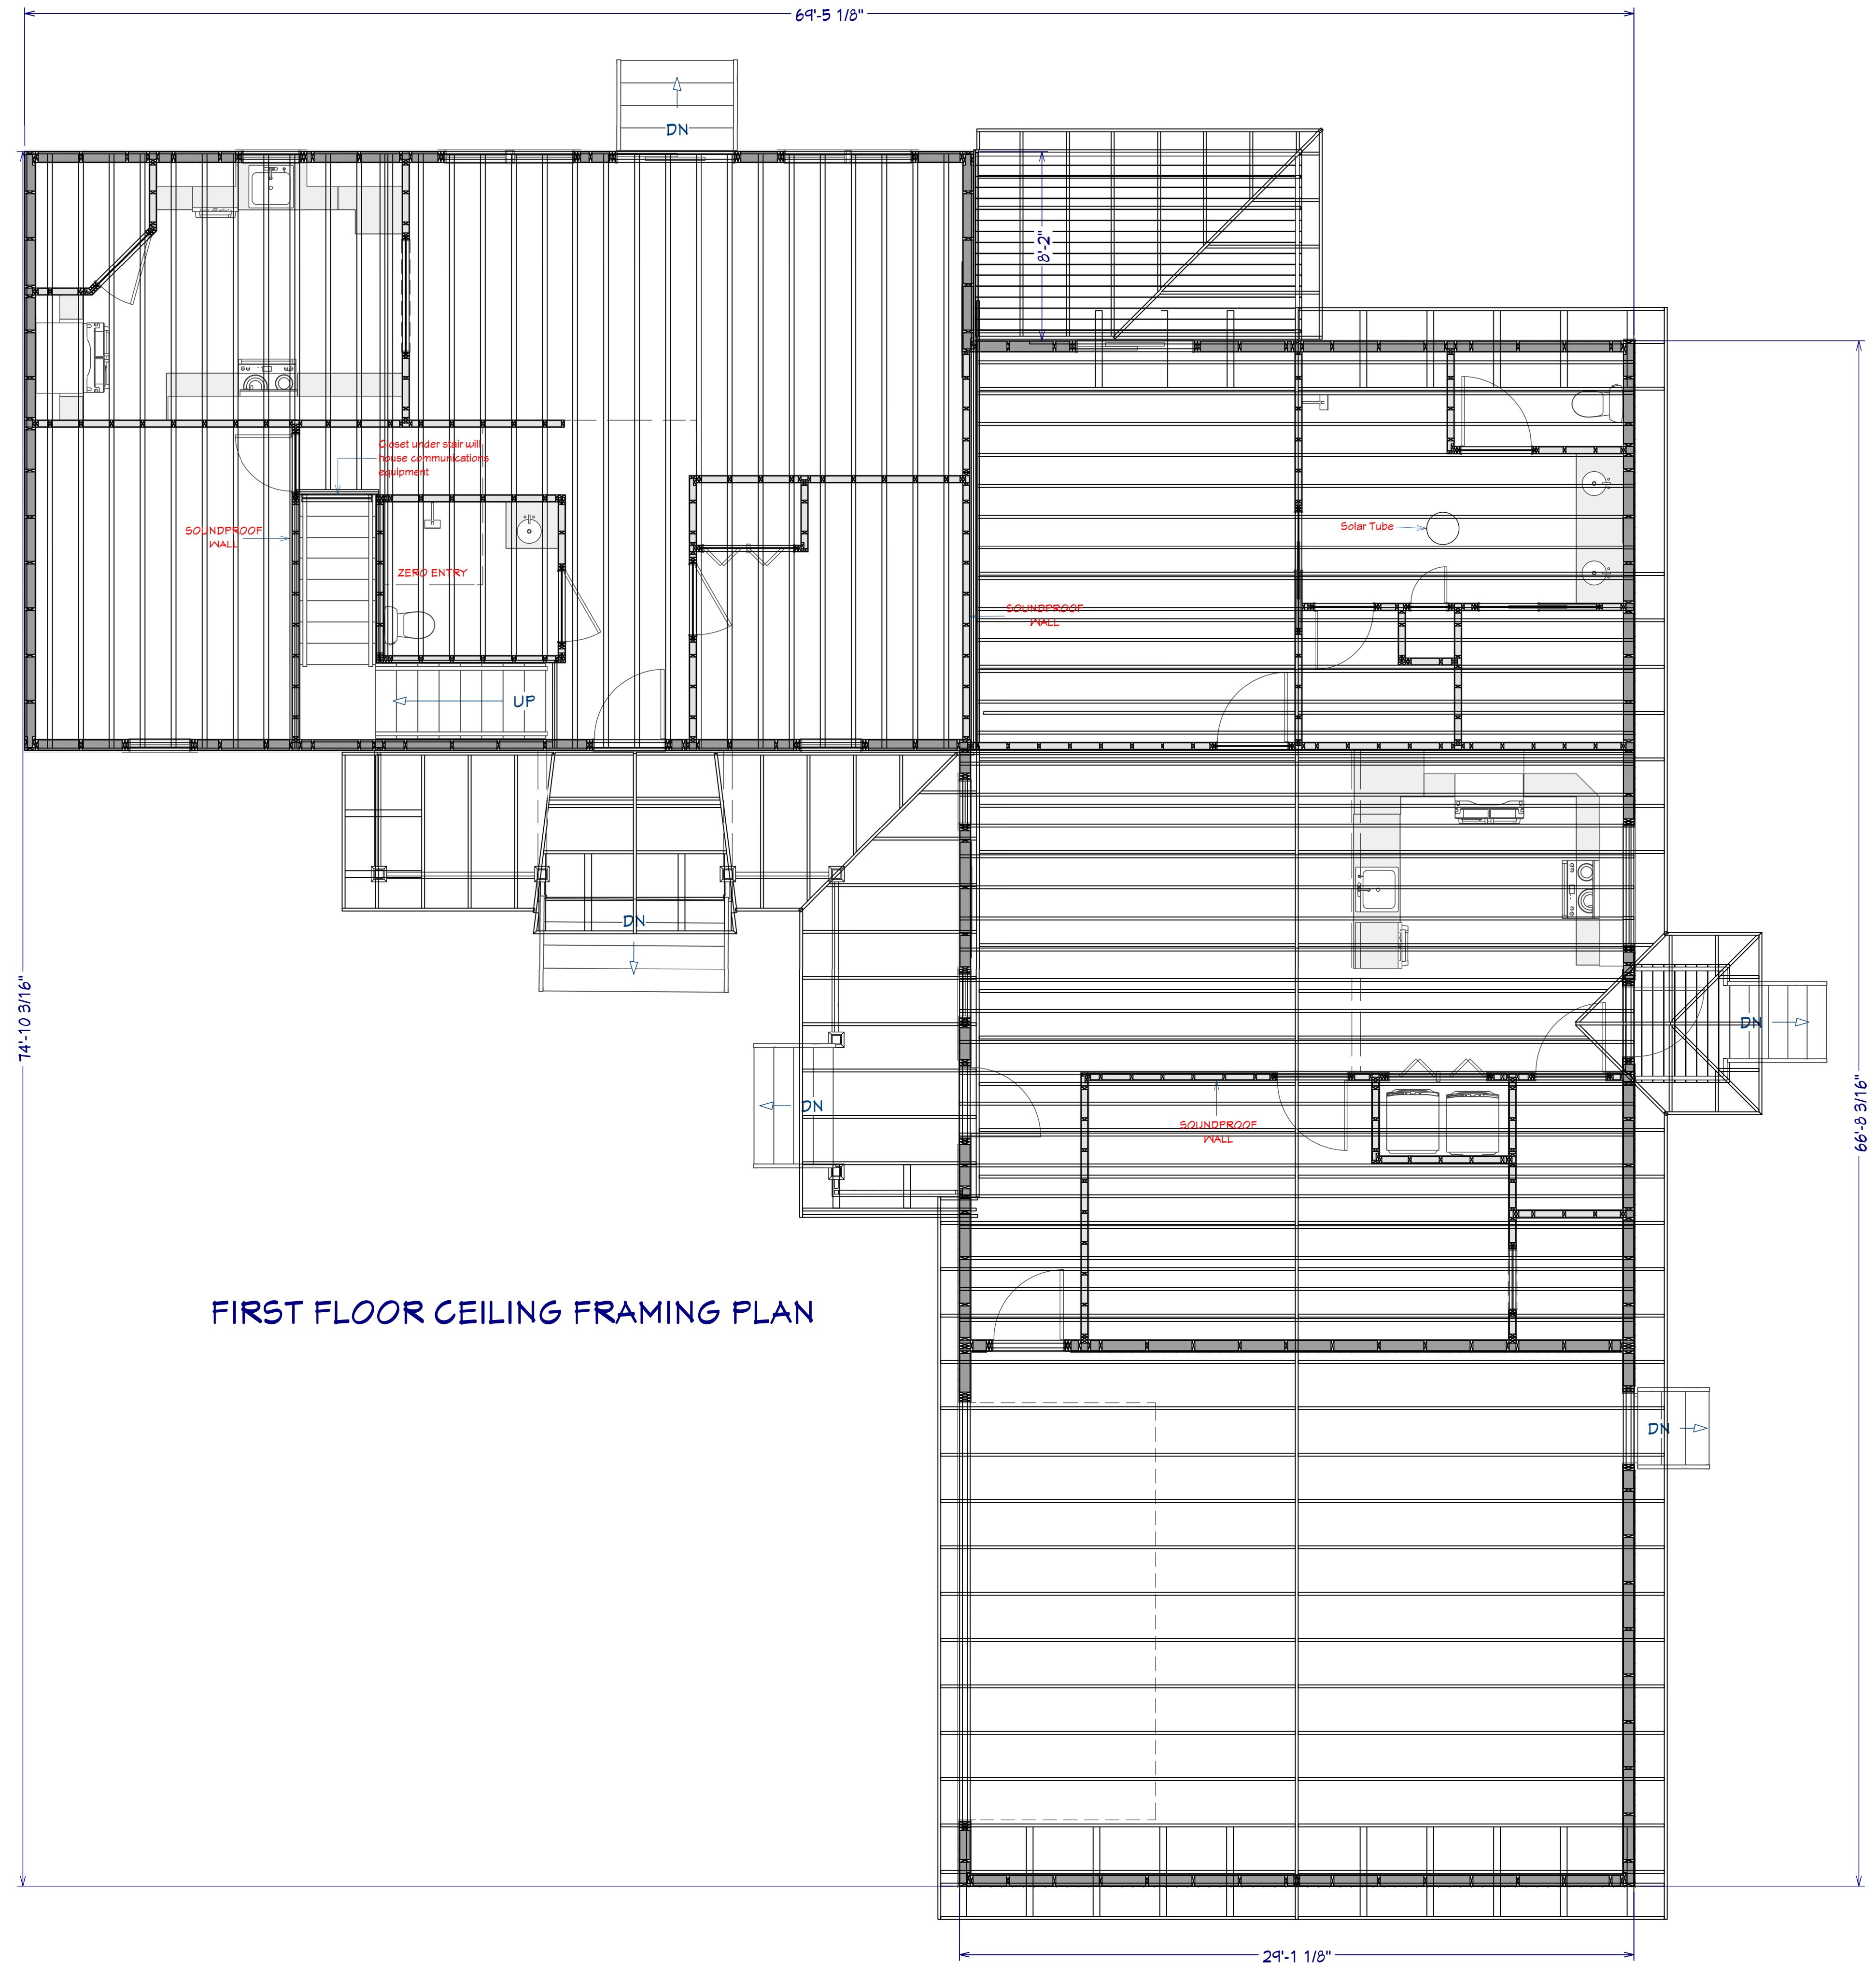 69'-5 1/8"
DN
8'-2"
Closet under stair will
house communications
equipment
SOUNDPROOF
WALL
Solar Tube
ZERO ENTRY
SOUNDPROOF
WALL
UP
DN
74'-10 3/16"
DN
DN
66'-8 3/16"
SOUNDPROOF
WALL
FIRST FLOOR CEILING FRAMING PLAN
DN
29'-1 1/8"